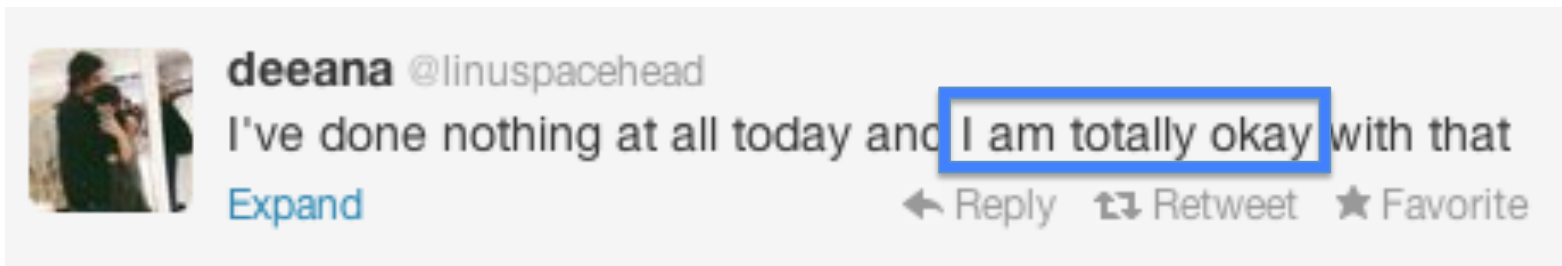 deeana @linuspacehead
I've done nothing at all today and I am totally okay with that
Expand Reply Retweet Favorite